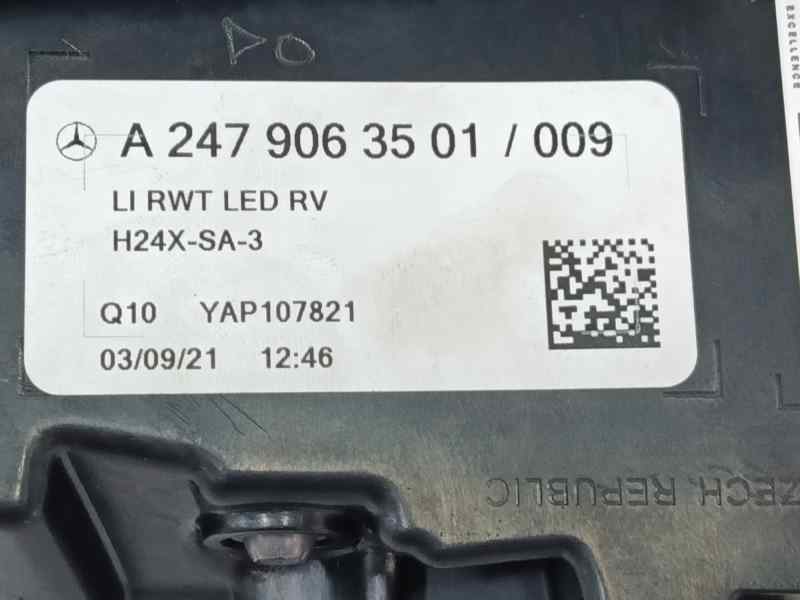 EXCELLENCE
A 247 906 35 01 / 009
LI RWT LED RV
H24X-SA-3
Q10 YAP107821
03/09/21 12:46
ZECH REPUBLIC